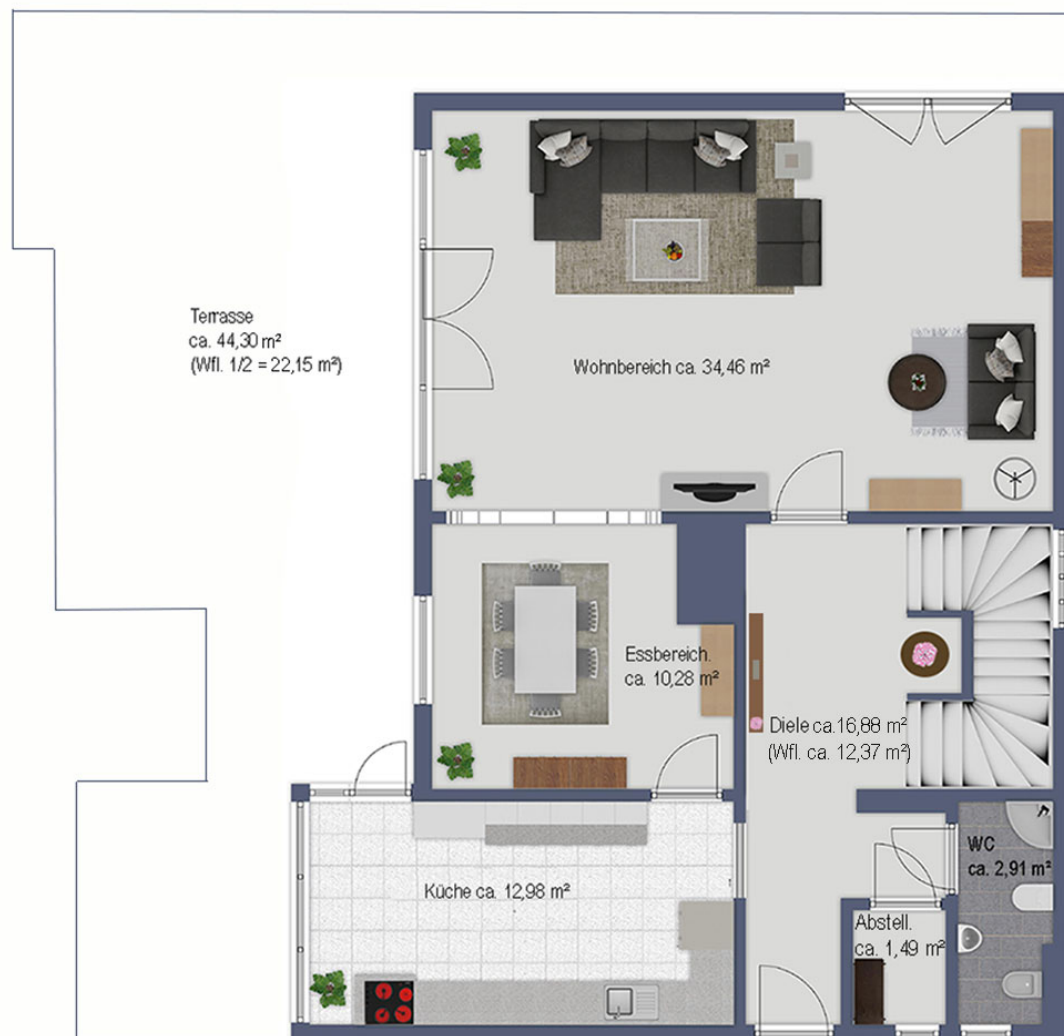 Terrasse
ca. 44,30 m²
(Wfl. 1/2 = 22,15 m²)
Wohnbereich ca. 34,46 m²
Essbereich.
ca. 10,28 m²
Diele ca.16,88 m²
(Wfl. ca. 12,37 m²)
Küche ca. 12,98 m²
WC
ca. 2,91 m²
Abstell.
ca. 1,49 m²